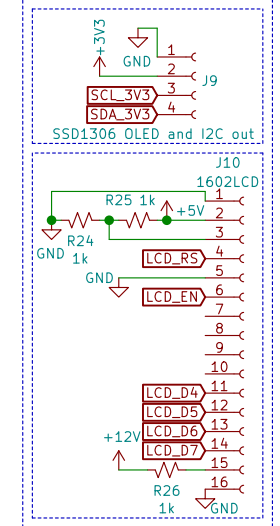 +3V3
GND
1
2
J9
SCL_3V3 3
SDA_3V3 4
SSD1306 OLED and I2C out
J10
1602LCD
1
R25 1k
+5V 2
R24
1k
3
GND
LCD_RS 4
GND 5
LCD_EN 6
7
8
9
10
LCD_D4 11
LCD_D5 12
LCD_D6 13
LCD_D7 14
+12V
15
R26
1k
16
GND